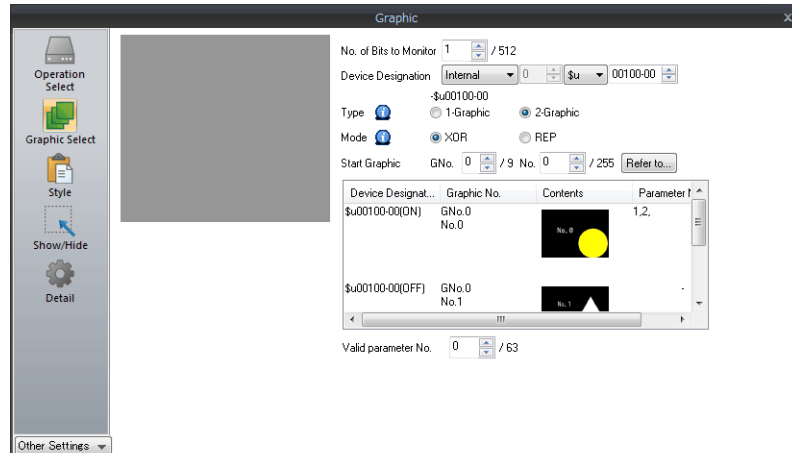 Graphic
Operation
Select
Graphic Select
Style
Show/Hide
Detail
Other Settings
No. of Bits to Monitor 1 / 512
Device Designation Internal 0 $u 00100-00
-$u00100-00
Type 1-Graphic 2-Graphic
Mode XOR REP
Start Graphic GNo. 0 / 9 No. 0 / 255 Refer to...
Device Designat... Graphic No. Contents Parameter
$u00100-00(ON) GNo.0 1,2,
No.0
No. 0
$u00100-00(OFF) GNo.0 -
No.1
No. 1
Valid parameter No. 0 / 63